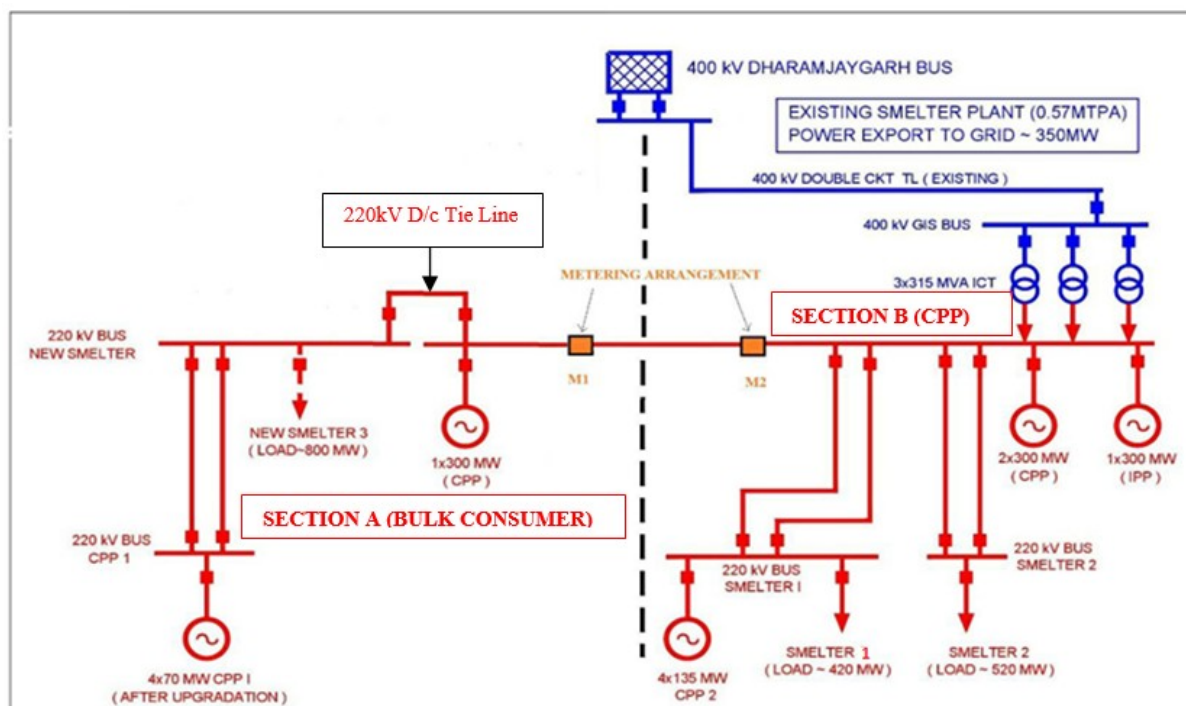 400 kV DHARAMJAYGARH BUS
EXISTING SMELTER PLANT (0.57MTPA)
POWER EXPORT TO GRID ~ 350MW
400 kV DOUBLE CKT TL ( EXISTING )
220kV D/c Tie Line
400 kV GIS BUS
METERING ARRANGEMENT
3x315 MVA ICT
SECTION B (CPP)
220 kV BUS
NEW SMELTER
M1
M2
NEW SMELTER 3
( LOAD~800 MW)
1x300 MW
(CPP)
2x300 MW
(CPP)
1x300 MW
(IPP)
SECTION A (BULK CONSUMER)
220 kV BUS
CPP 1
220 kV BUS
SMELTER I
220 kV BUS
SMELTER 2
4x70 MW CPP I
( AFTER UPGRADATION )
4x135 MW
CPP 2
SMELTER 1
(LOAD ~ 420 MW)
SMELTER 2
(LOAD ~ 520 MW)